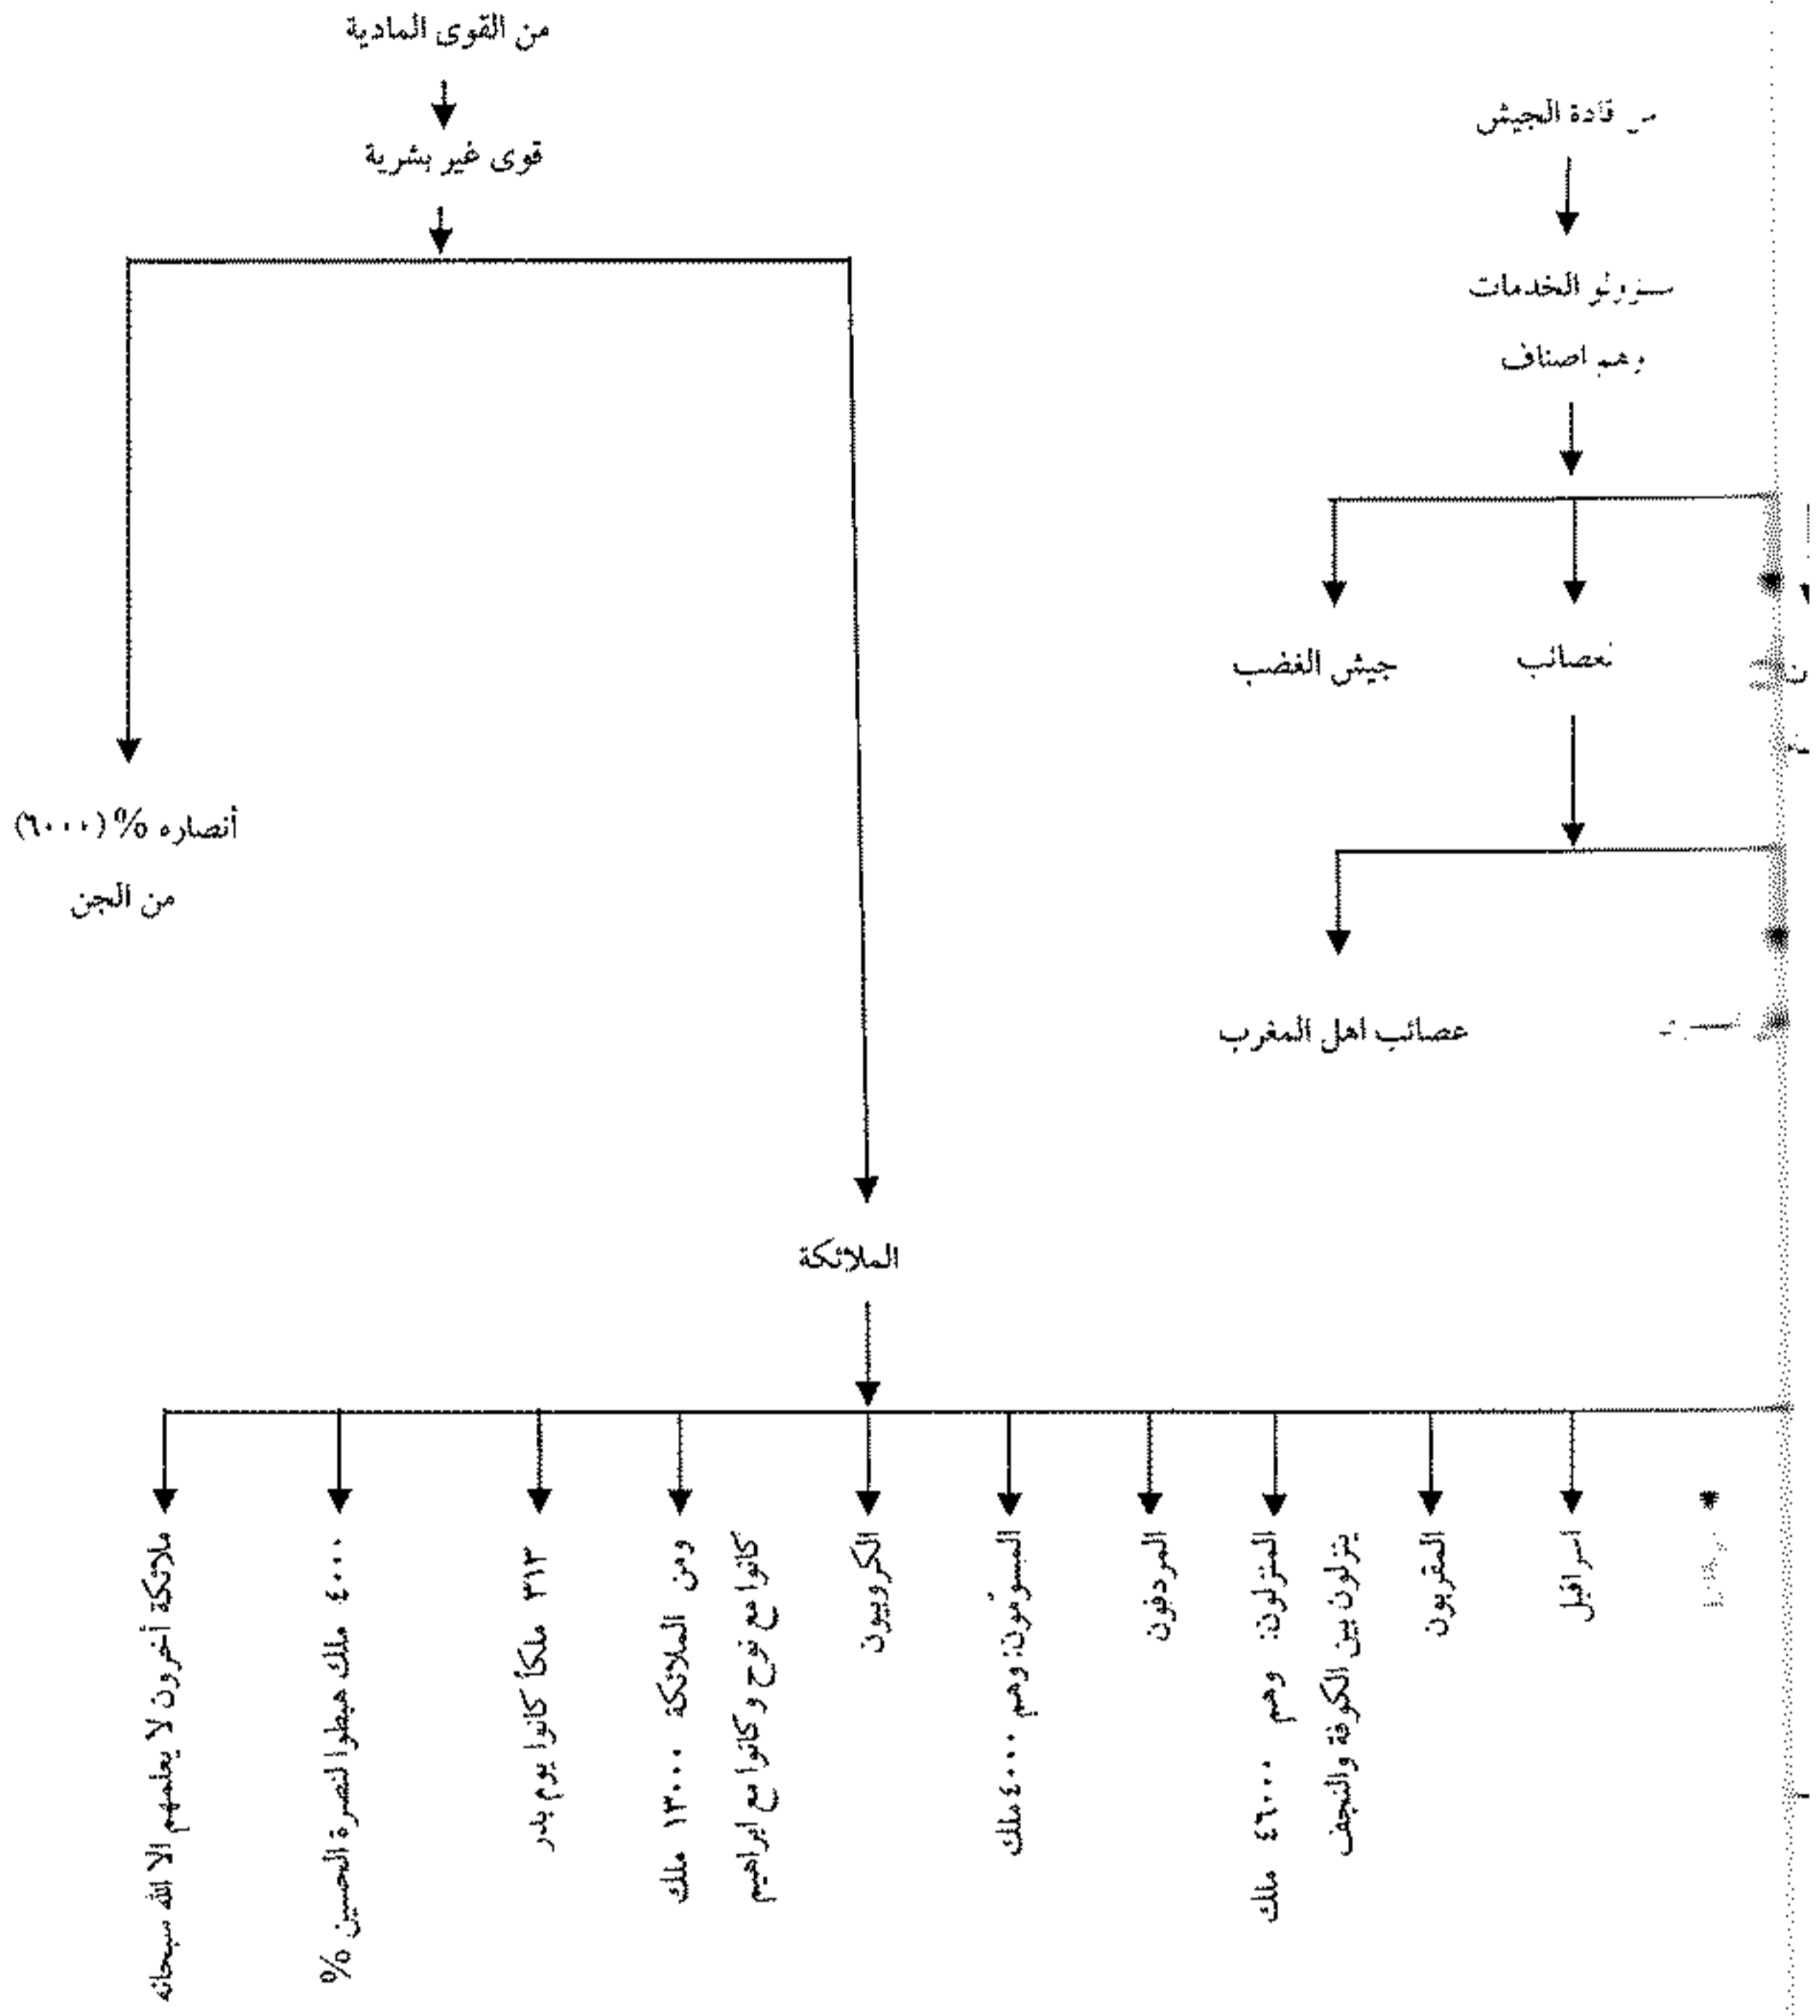 من القوى المادية
قوى غير بشرية
قادة الجيش
الخدمات
وهم اصناف
جيش الغضب
لعصائب
أنصاره % (٦٠٠٠)
من الجن
عصائب اهل المغرب
الملائكة
اسرافيل
المقربون
المنزلون: وهم ٤٦٠٠٠ ملك
ينزلون بين الكوفة والنجف
المردفون
المسوّمون: وهم ٤٠٠٠ ملك
الكروبيون
ومن الملائكة ١٣٠٠٠ ملك
كانوا مع نوح وكانوا مع ابراهيم
٣١٣ ملكاً كانوا يوم بدر
٤٠٠٠ ملك هبطوا لنصرة الحسين %
ملائكة أخرون لا يعلمهم الا الله سبحانه